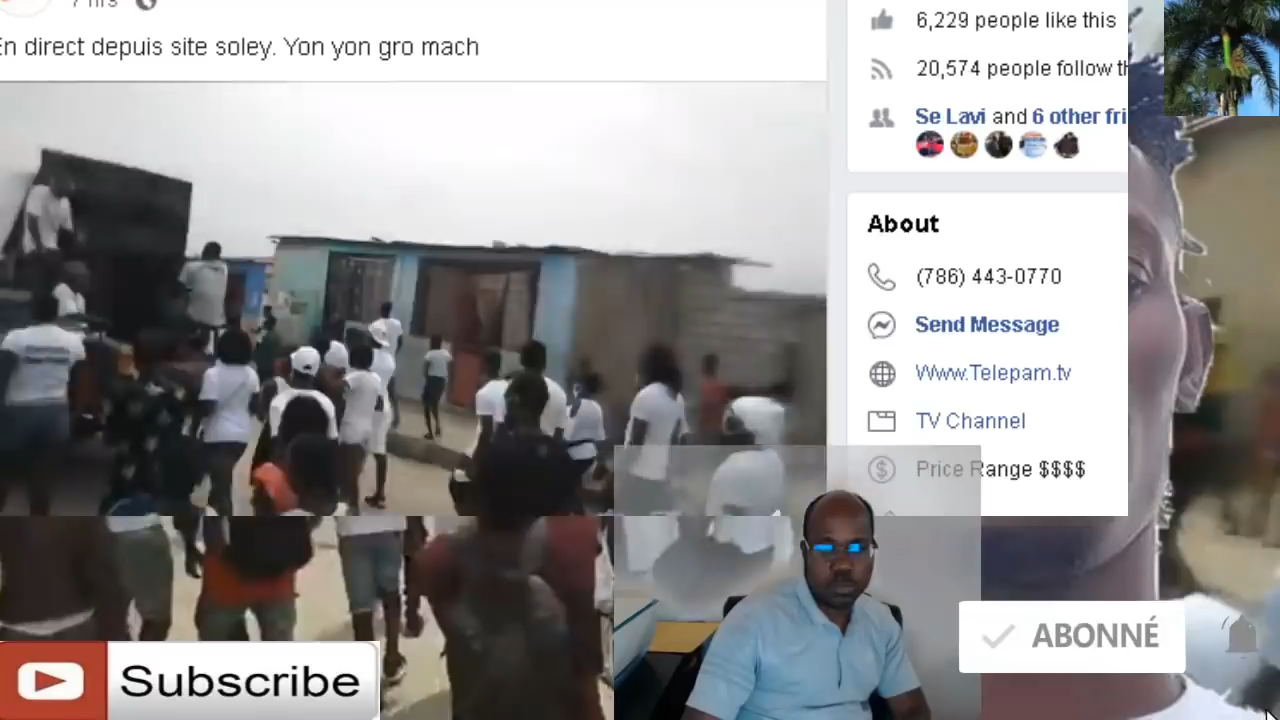 7 hrs
En direct depuis site soley. Yon yon gro mach
6,229 people like this
20,574 people follow th
Se Lavi and 6 other fri
About
(786) 443-0770
Send Message
Www.Telepam.tv
TV Channel
Price Range $$$$
ABONNÉ
Subscribe